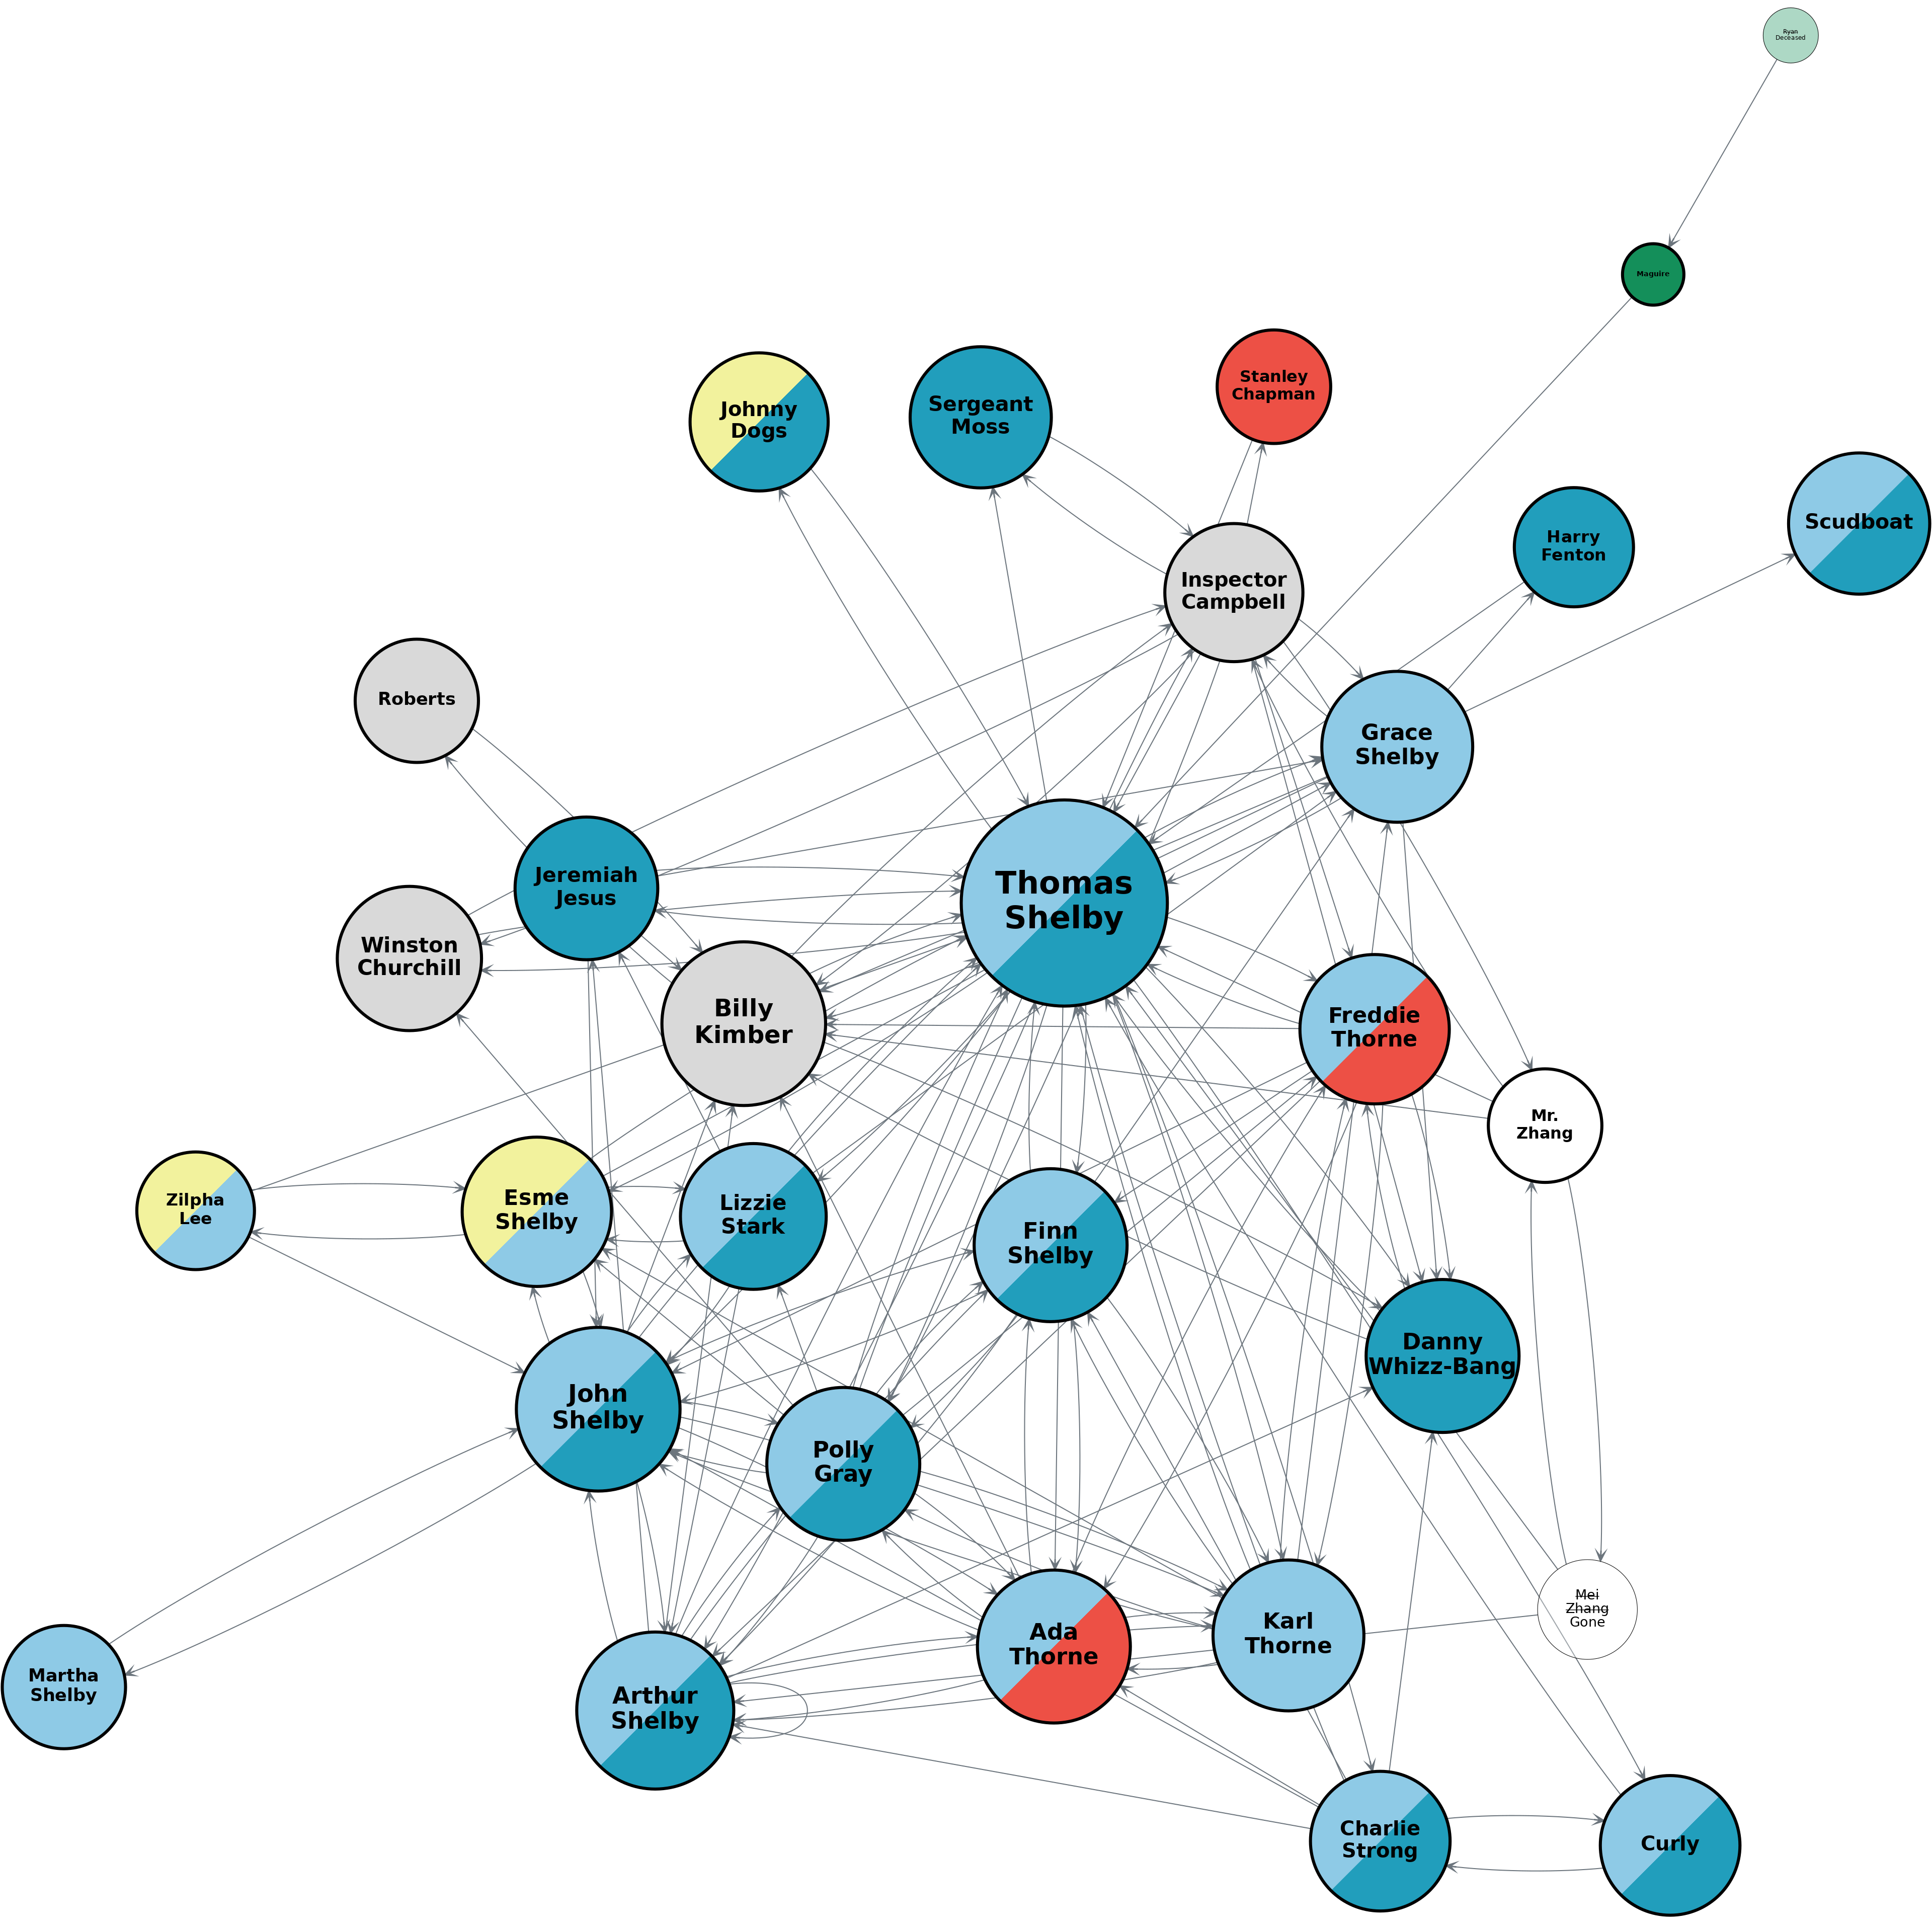 Ryan
Deceased
Maguire
Stanley
Chapman
Johnny
Dogs
Sergeant
Moss
Scudboat
Harry
Fenton
Inspector
Campbell
Roberts
Grace
Shelby
Jeremiah
Jesus
Thomas
Shelby
Winston
Churchill
Billy
Kimber
Freddie
Thorne
Mr.
Zhang
Zilpha
Lee
Esme
Shelby
Lizzie
Stark
Finn
Shelby
Danny
Whizz-Bang
John
Shelby
Polly
Gray
Mei
Zhang
Gone
Ada
Thorne
Karl
Thorne
Martha
Shelby
Arthur
Shelby
Charlie
Strong
Curly